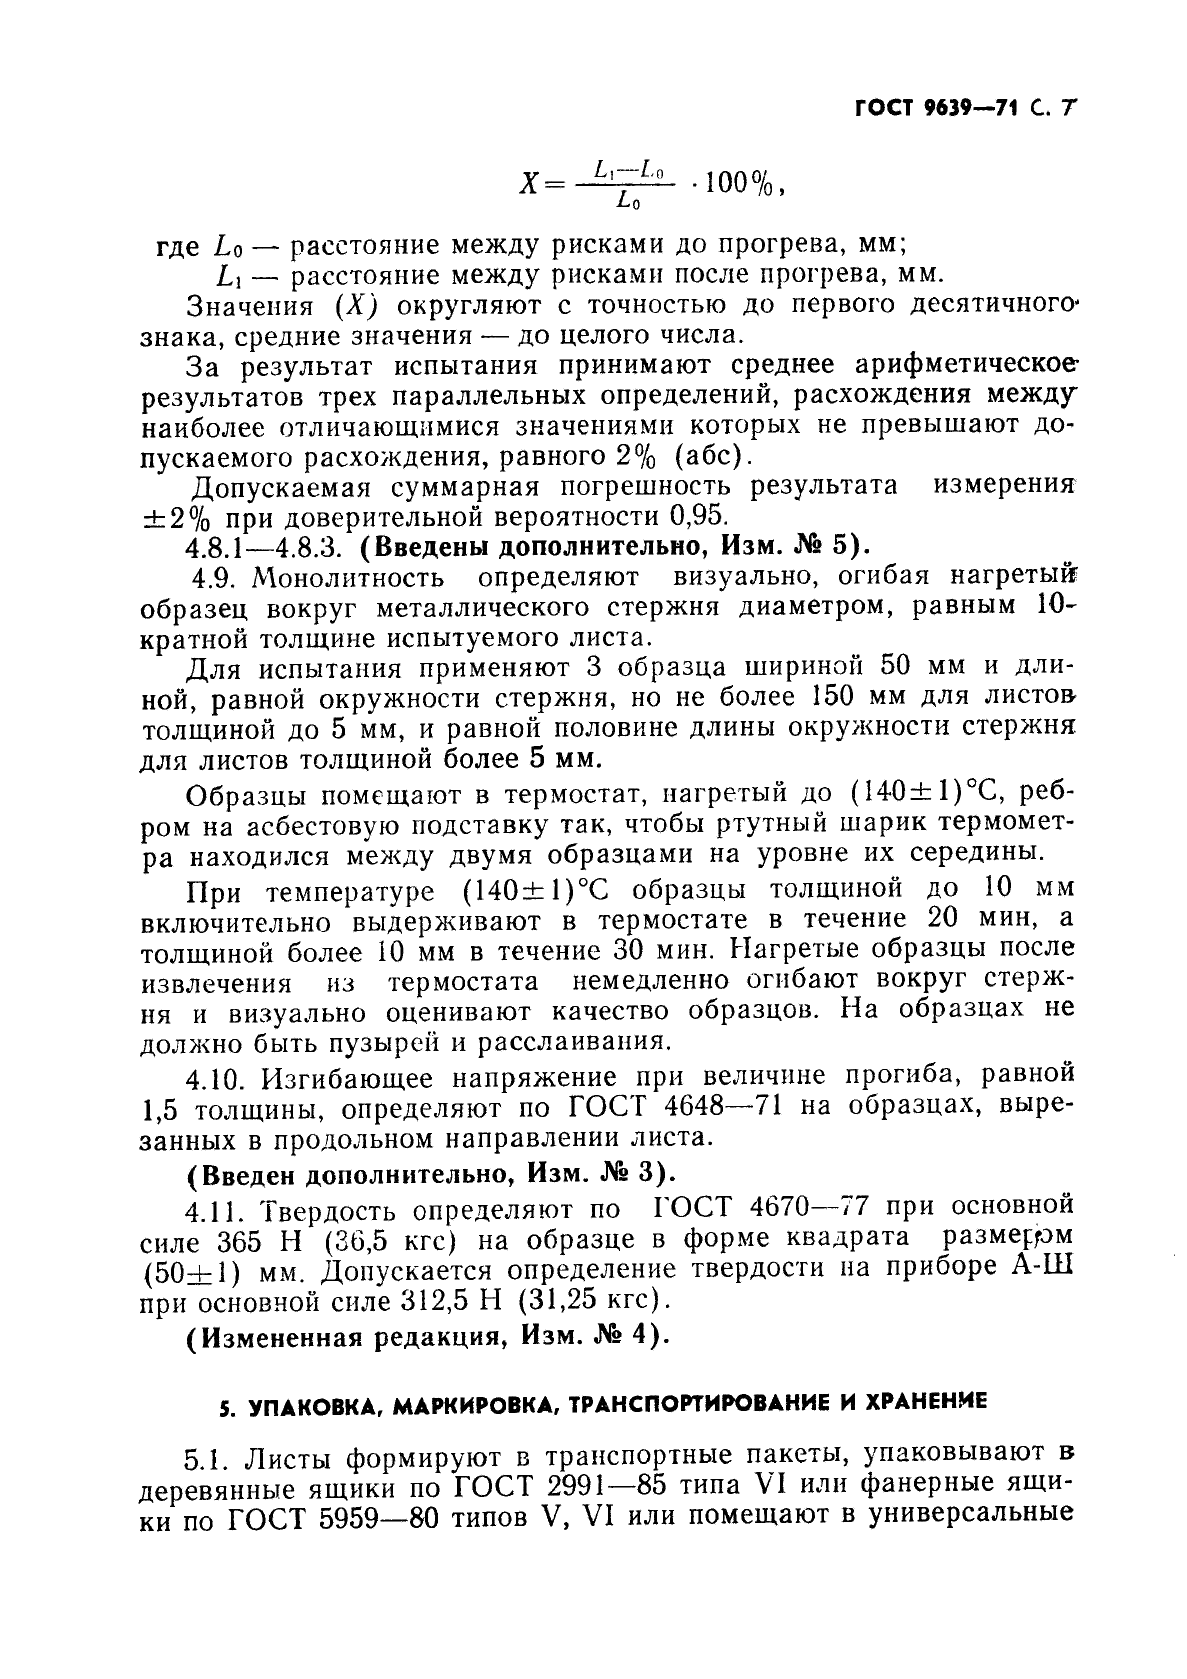 ГОСТ 9639—71 С. 7
X = (L₁—L₀)/L₀ · 100%,
где L₀ — расстояние между рисками до прогрева, мм;
L₁ — расстояние между рисками после прогрева, мм.
Значения (X) округляют с точностью до первого десятичного
знака, средние значения — до целого числа.
За результат испытания принимают среднее арифметическое
результатов трех параллельных определений, расхождения между
наиболее отличающимися значениями которых не превышают до-
пускаемого расхождения, равного 2% (абс).
Допускаемая суммарная погрешность результата измерения
±2% при доверительной вероятности 0,95.
4.8.1—4.8.3. (Введены дополнительно, Изм. № 5).
4.9. Монолитность определяют визуально, огибая нагретый
образец вокруг металлического стержня диаметром, равным 10-
кратной толщине испытуемого листа.
Для испытания применяют 3 образца шириной 50 мм и дли-
ной, равной окружности стержня, но не более 150 мм для листов
толщиной до 5 мм, и равной половине длины окружности стержня
для листов толщиной более 5 мм.
Образцы помещают в термостат, нагретый до (140±1)°С, реб-
ром на асбестовую подставку так, чтобы ртутный шарик термомет-
ра находился между двумя образцами на уровне их середины.
При температуре (140±1)°С образцы толщиной до 10 мм
включительно выдерживают в термостате в течение 20 мин, а
толщиной более 10 мм в течение 30 мин. Нагретые образцы после
извлечения из термостата немедленно огибают вокруг стерж-
ня и визуально оценивают качество образцов. На образцах не
должно быть пузырей и расслаивания.
4.10. Изгибающее напряжение при величине прогиба, равной
1,5 толщины, определяют по ГОСТ 4648—71 на образцах, выре-
занных в продольном направлении листа.
(Введен дополнительно, Изм. № 3).
4.11. Твердость определяют по ГОСТ 4670—77 при основной
силе 365 Н (36,5 кгс) на образце в форме квадрата размером
(50±1) мм. Допускается определение твердости на приборе А-Ш
при основной силе 312,5 Н (31,25 кгс).
(Измененная редакция, Изм. № 4).
5. УПАКОВКА, МАРКИРОВКА, ТРАНСПОРТИРОВАНИЕ И ХРАНЕНИЕ
5.1. Листы формируют в транспортные пакеты, упаковывают в
деревянные ящики по ГОСТ 2991—85 типа VI или фанерные ящи-
ки по ГОСТ 5959—80 типов V, VI или помещают в универсальные